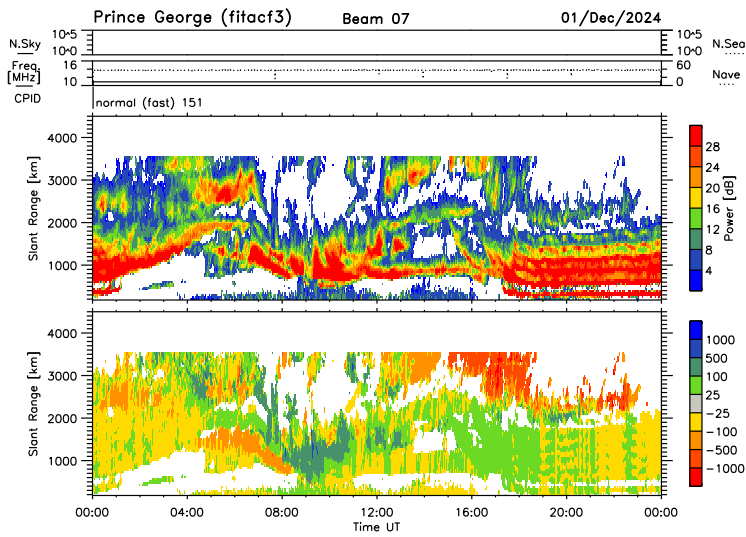 Prince George (fitacf3) Beam 07 01/Dec/2024
N.Sky 10^5 10^0 10^5 10^0 N.Sea
Freq. [MHz] 16 10 60 0 Nave
CPID normal (fast) 151
Slant Range [km] 4000 3000 2000 1000
28 24 20 16 12 8 4 Power [dB]
Slant Range [km] 4000 3000 2000 1000
1000 500 100 25 -25 -100 -500 -1000
00:00 04:00 08:00 12:00 16:00 20:00 00:00
Time UT